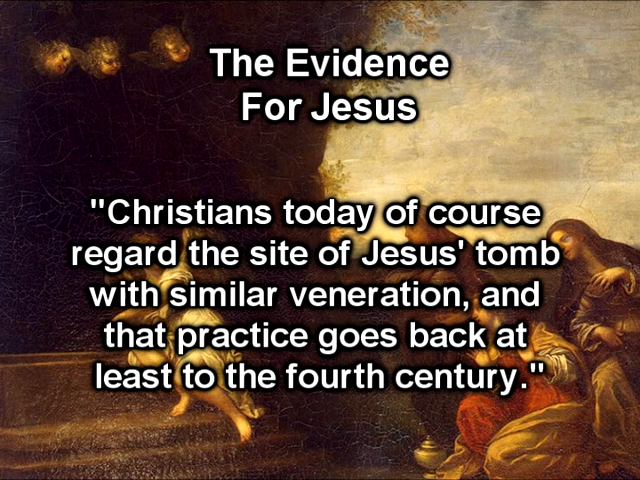 The Evidence
For Jesus
"Christians today of course
regard the site of Jesus' tomb
with similar veneration, and
that practice goes back at
least to the fourth century."